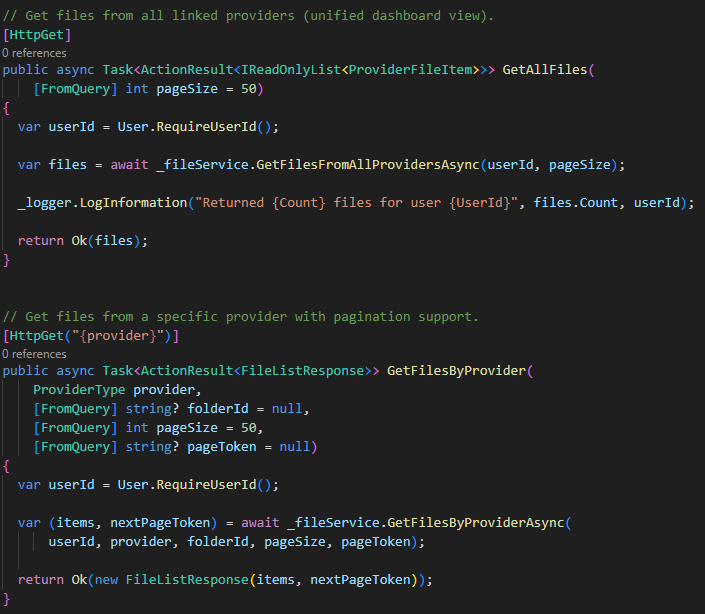 // Get files from all linked providers (unified dashboard view).
[HttpGet]
0 references
public async Task<ActionResult<IReadOnlyList<ProviderFileItem>>> GetAllFiles(
[FromQuery] int pageSize = 50)
{
var userId = User.RequireUserId();
var files = await _fileService.GetFilesFromAllProvidersAsync(userId, pageSize);
_logger.LogInformation("Returned {Count} files for user {UserId}", files.Count, userId);
return Ok(files);
}
// Get files from a specific provider with pagination support.
[HttpGet("{provider}")]
0 references
public async Task<ActionResult<FileListResponse>> GetFilesByProvider(
ProviderType provider,
[FromQuery] string? folderId = null,
[FromQuery] int pageSize = 50,
[FromQuery] string? pageToken = null)
{
var userId = User.RequireUserId();
var (items, nextPageToken) = await _fileService.GetFilesByProviderAsync(
userId, provider, folderId, pageSize, pageToken);
return Ok(new FileListResponse(items, nextPageToken));
}